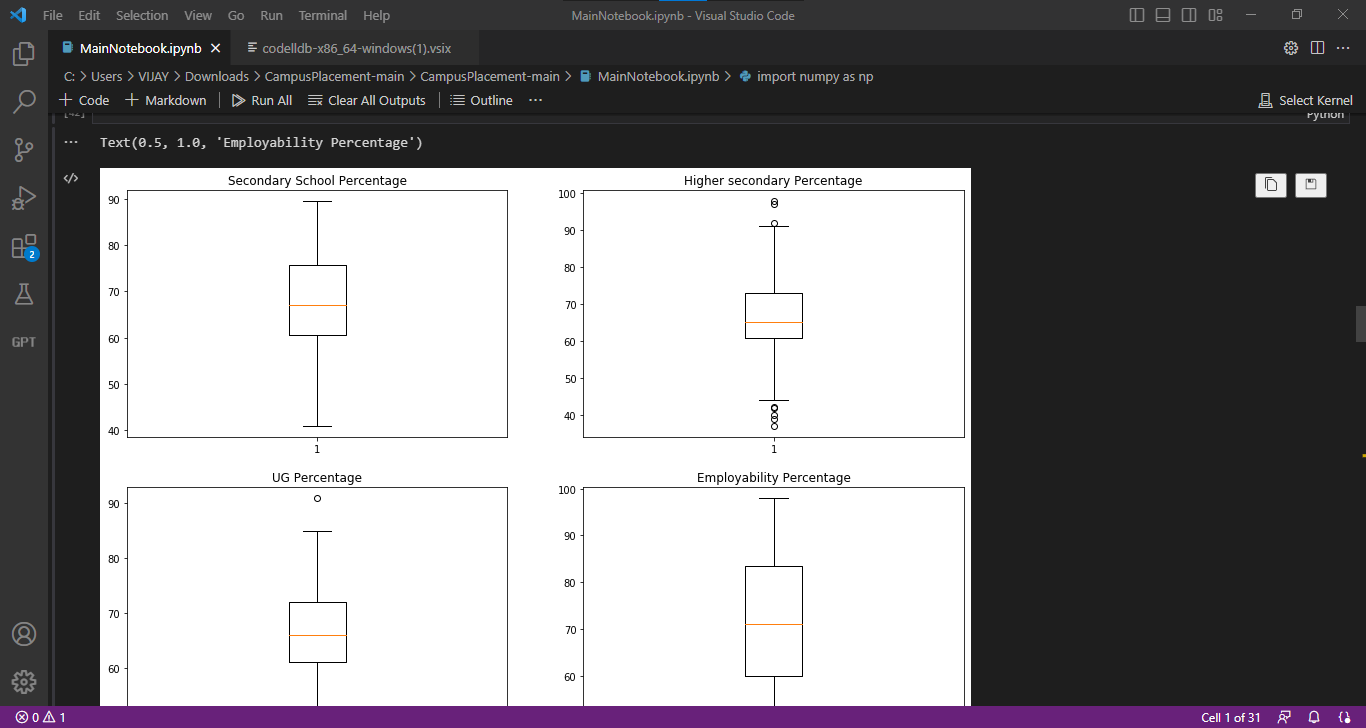 File Edit Selection View Go Run Terminal Help
MainNotebook.ipynb - Visual Studio Code
MainNotebook.ipynb
codelldb-x86_64-windows(1).vsix
C: > Users > VIJAY > Downloads > CampusPlacement-main > CampusPlacement-main > MainNotebook.ipynb > import numpy as np
+ Code + Markdown | Run All Clear All Outputs | Outline ...
Select Kernel
[42]
Python
... Text(0.5, 1.0, 'Employability Percentage')
</>
Secondary School Percentage
90
80
70
60
50
40
1
Higher secondary Percentage
100
90
80
70
60
50
40
1
UG Percentage
90
80
70
60
Employability Percentage
100
90
80
70
60
2
GPT
0 1
Cell 1 of 31